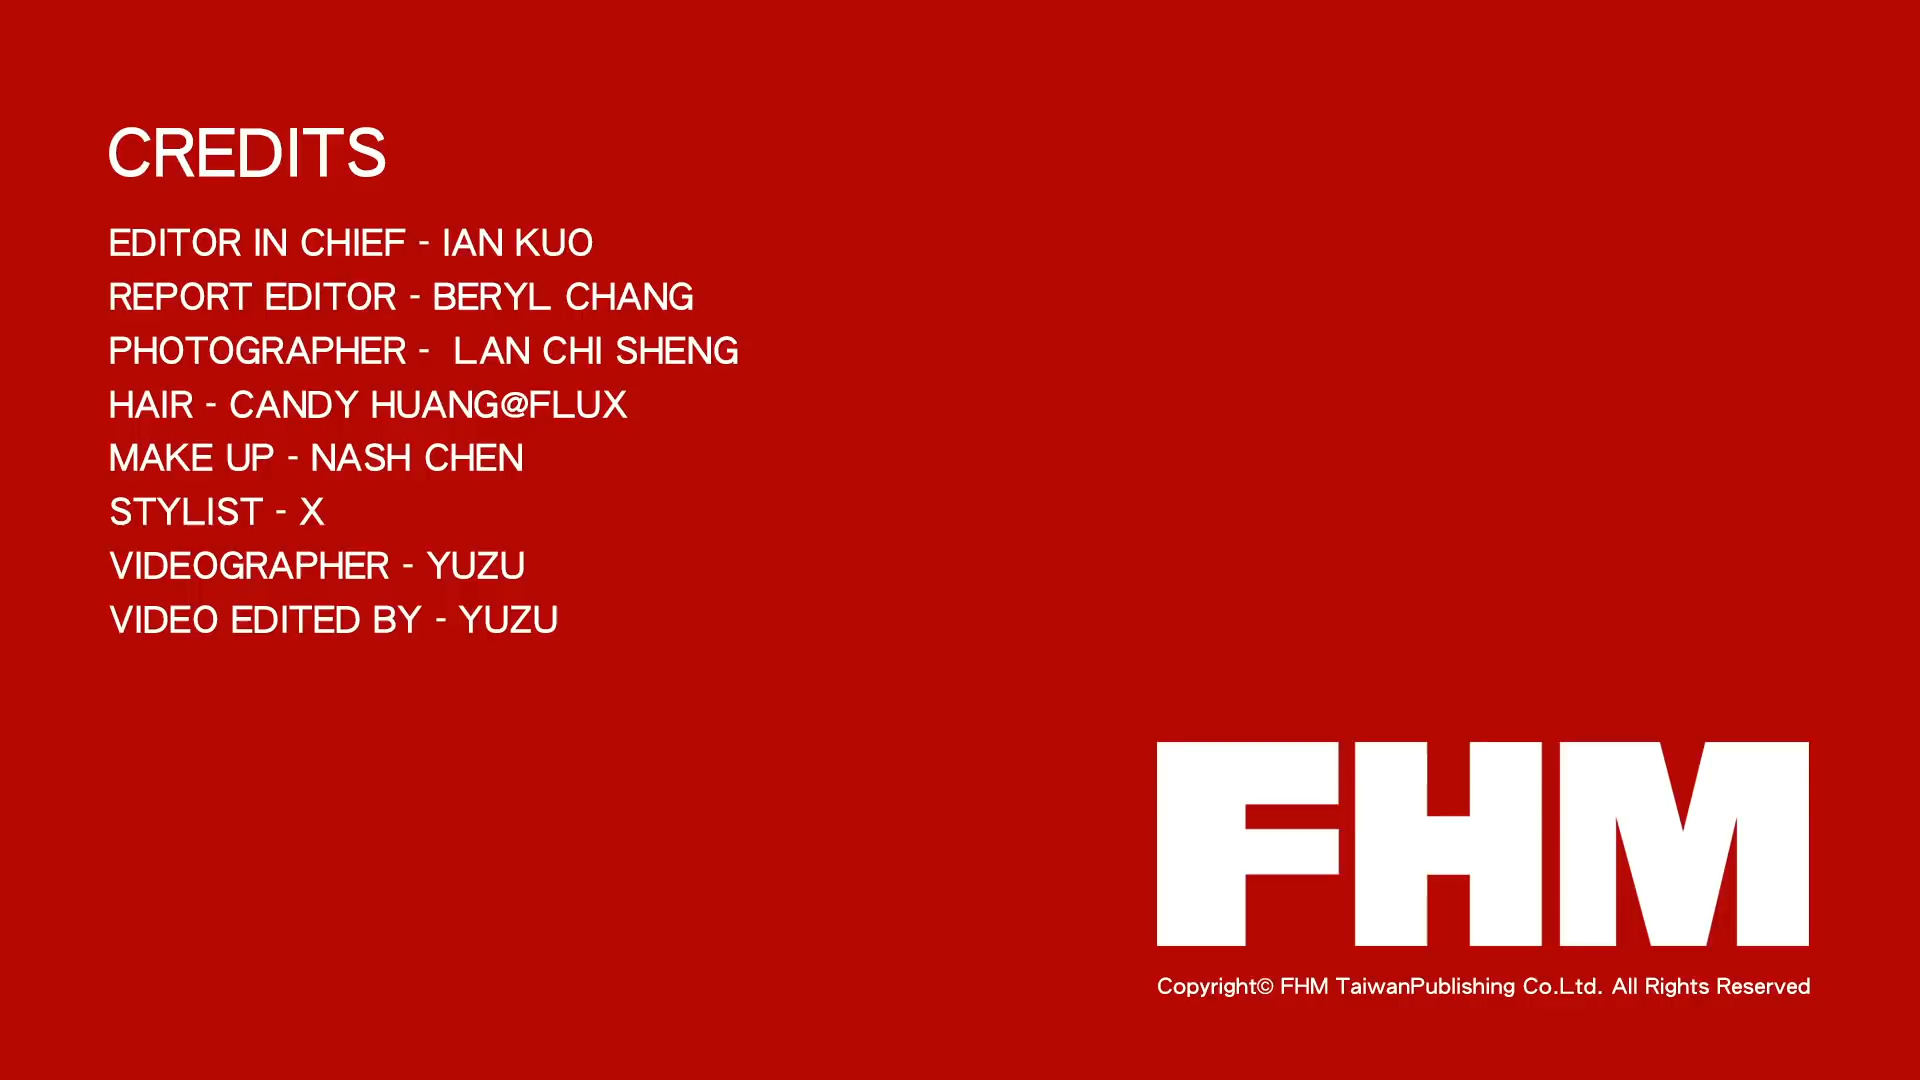 CREDITS
EDITOR IN CHIEF - IAN KUO
REPORT EDITOR - BERYL CHANG
PHOTOGRAPHER -  LAN CHI SHENG
HAIR - CANDY HUANG@FLUX
MAKE UP - NASH CHEN
STYLIST - X
VIDEOGRAPHER - YUZU
VIDEO EDITED BY - YUZU
FHM
Copyright© FHM TaiwanPublishing Co.Ltd. All Rights Reserved